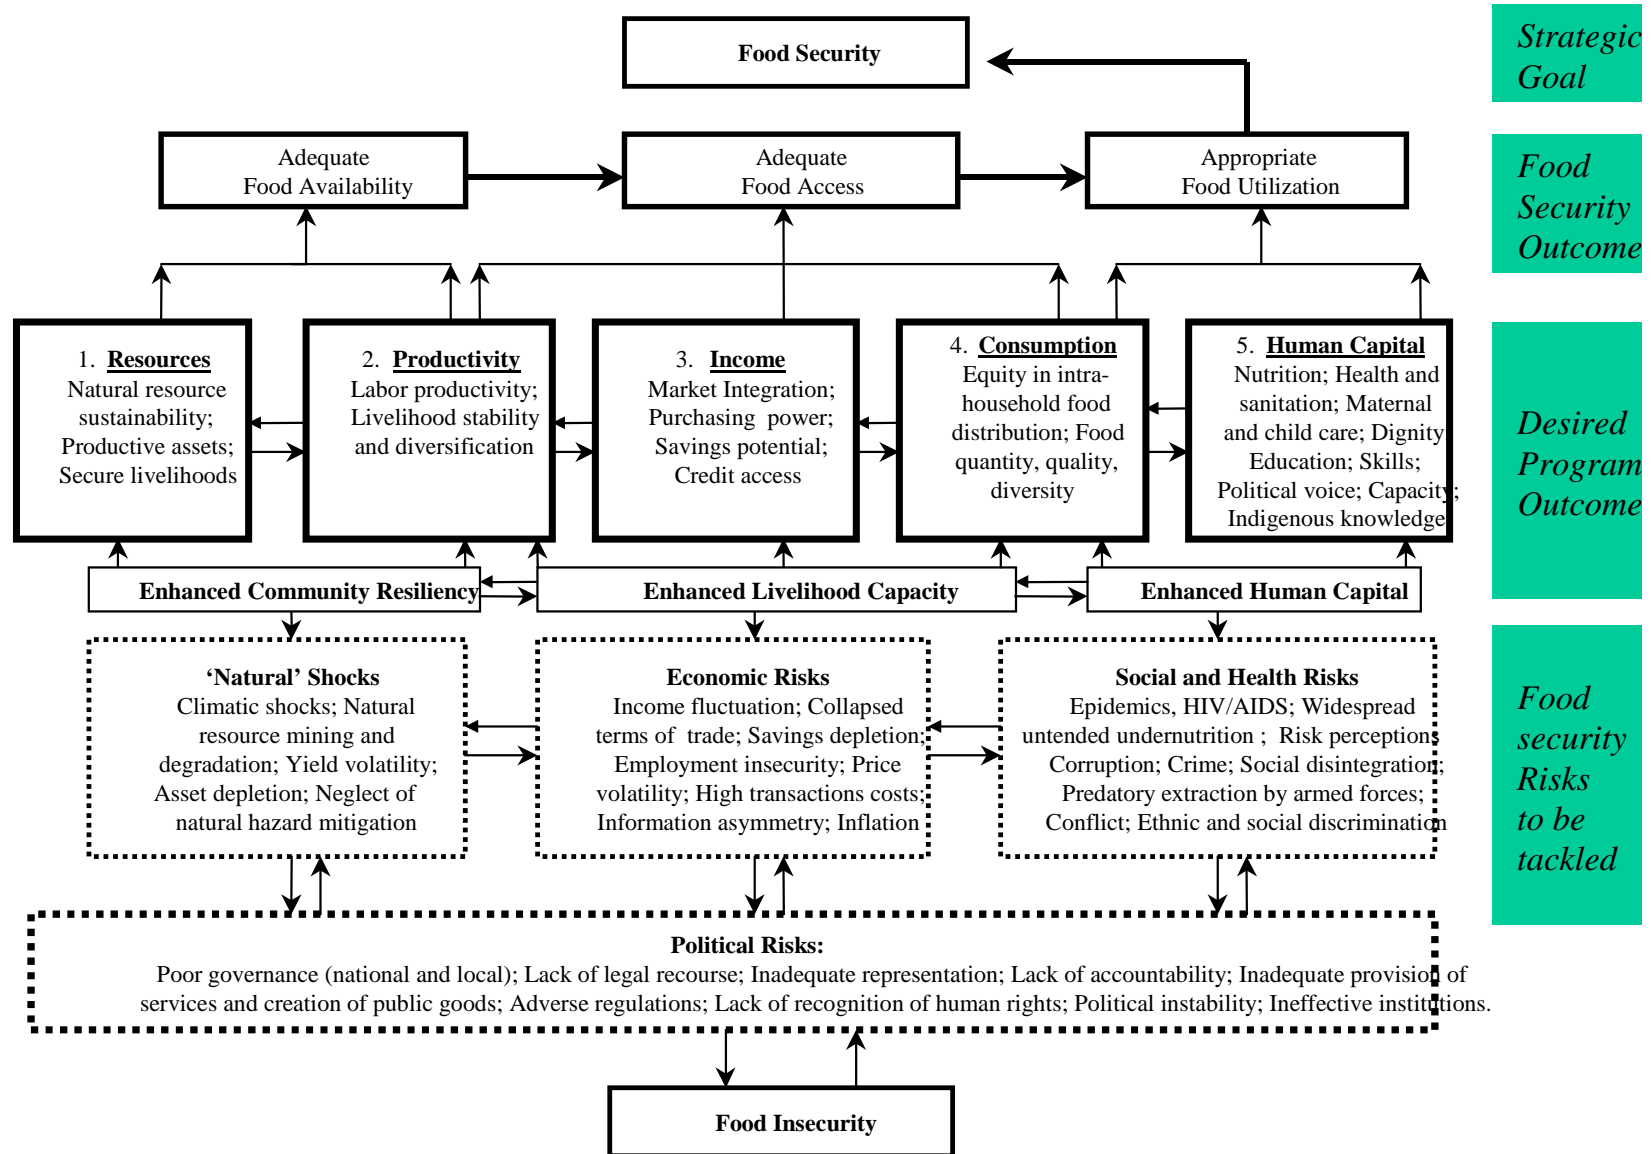 Food Security
Strategic
Goal
Adequate
Food Availability
Adequate
Food Access
Appropriate
Food Utilization
Food
Security
Outcome
1. Resources
Natural resource
sustainability;
Productive assets;
Secure livelihoods
2. Productivity
Labor productivity;
Livelihood stability
and diversification
3. Income
Market Integration;
Purchasing power;
Savings potential;
Credit access
4. Consumption
Equity in intra-
household food
distribution; Food
quantity, quality,
diversity
5. Human Capital
Nutrition; Health and
sanitation; Maternal
and child care; Dignity;
Education; Skills;
Political voice; Capacity;
Indigenous knowledge
Desired
Program
Outcome
Enhanced Community Resiliency
Enhanced Livelihood Capacity
Enhanced Human Capital
‘Natural’ Shocks
Climatic shocks; Natural
resource mining and
degradation; Yield volatility;
Asset depletion; Neglect of
natural hazard mitigation
Economic Risks
Income fluctuation; Collapsed
terms of trade; Savings depletion;
Employment insecurity; Price
volatility; High transactions costs;
Information asymmetry; Inflation
Social and Health Risks
Epidemics, HIV/AIDS; Widespread
untended undernutrition ; Risk perceptions
Corruption; Crime; Social disintegration;
Predatory extraction by armed forces;
Conflict; Ethnic and social discrimination
Food
security
Risks
to be
tackled
Political Risks:
Poor governance (national and local); Lack of legal recourse; Inadequate representation; Lack of accountability; Inadequate provision of
services and creation of public goods; Adverse regulations; Lack of recognition of human rights; Political instability; Ineffective institutions.
Food Insecurity